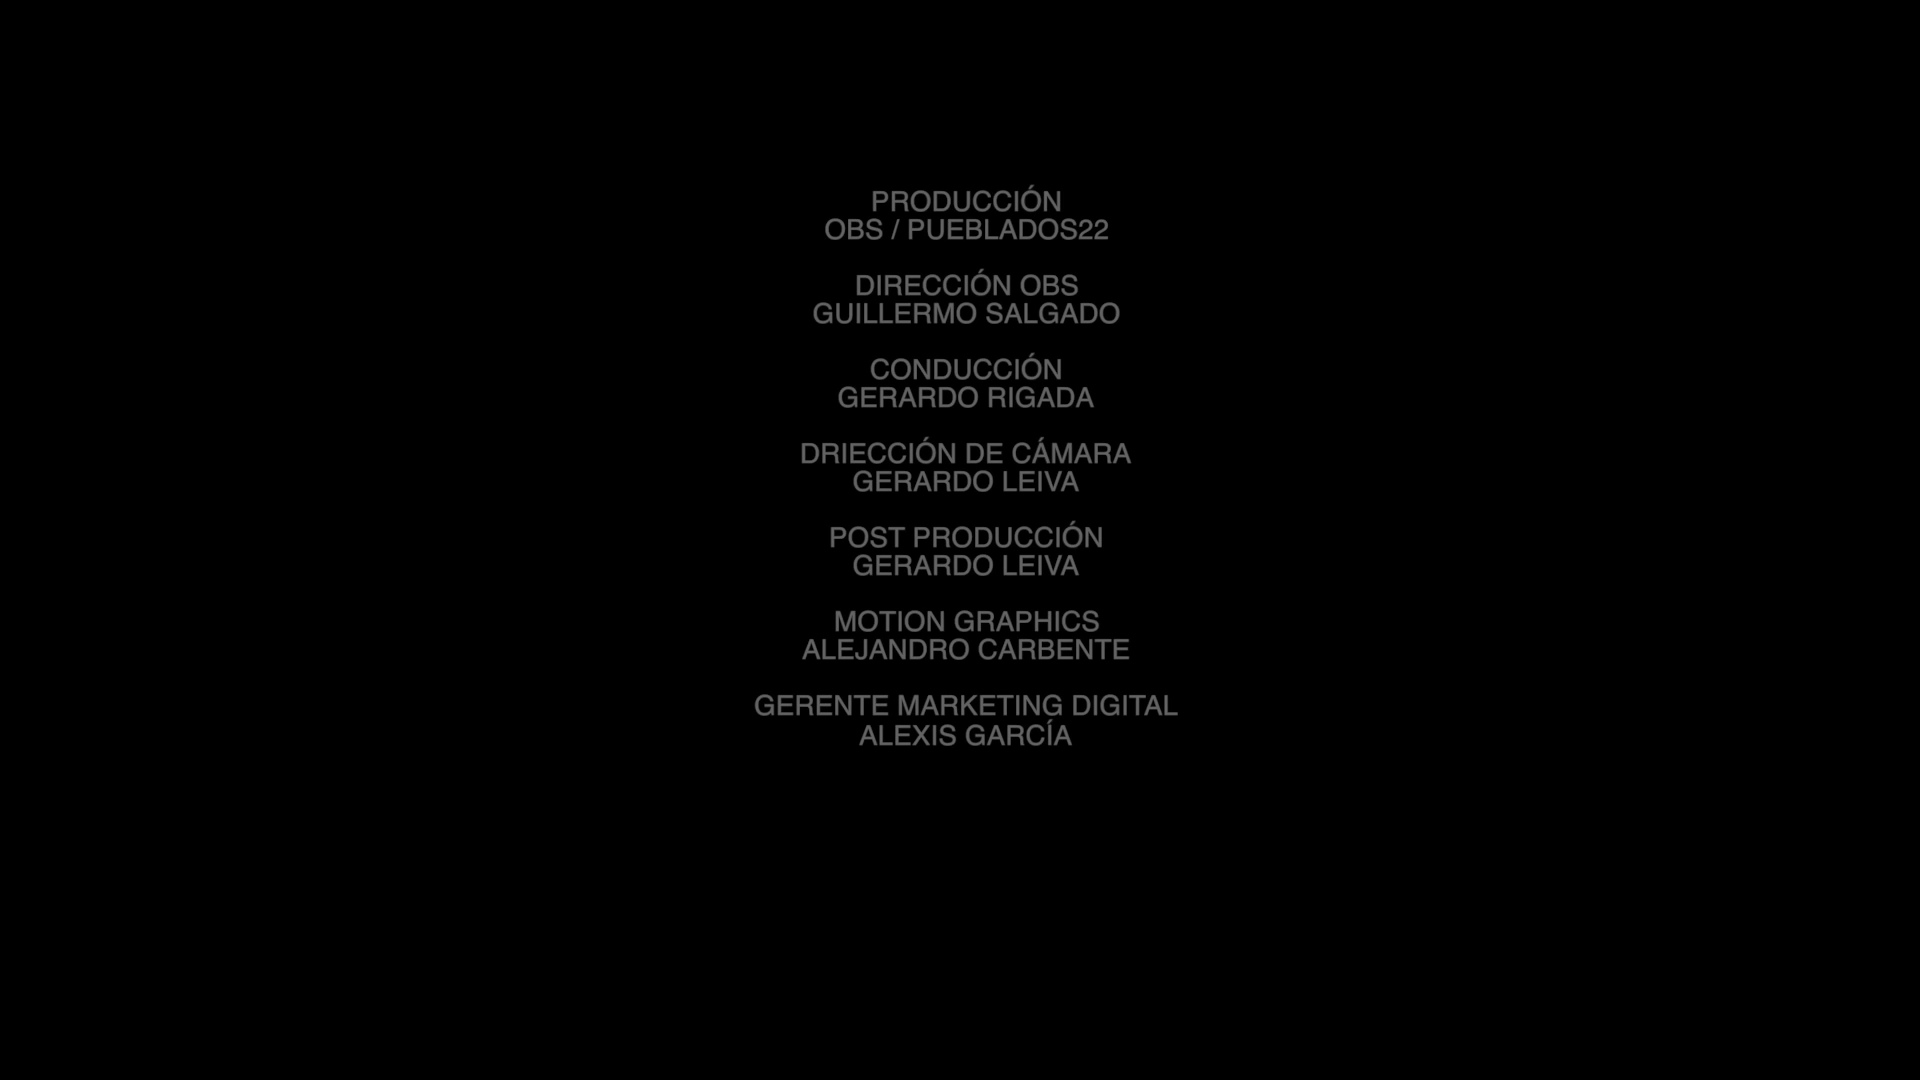 PRODUCCIÓN
OBS / PUEBLADOS22
DIRECCIÓN OBS
GUILLERMO SALGADO
CONDUCCIÓN
GERARDO RIGADA
DRIECCIÓN DE CÁMARA
GERARDO LEIVA
POST PRODUCCIÓN
GERARDO LEIVA
MOTION GRAPHICS
ALEJANDRO CARBENTE
GERENTE MARKETING DIGITAL
ALEXIS GARCÍA